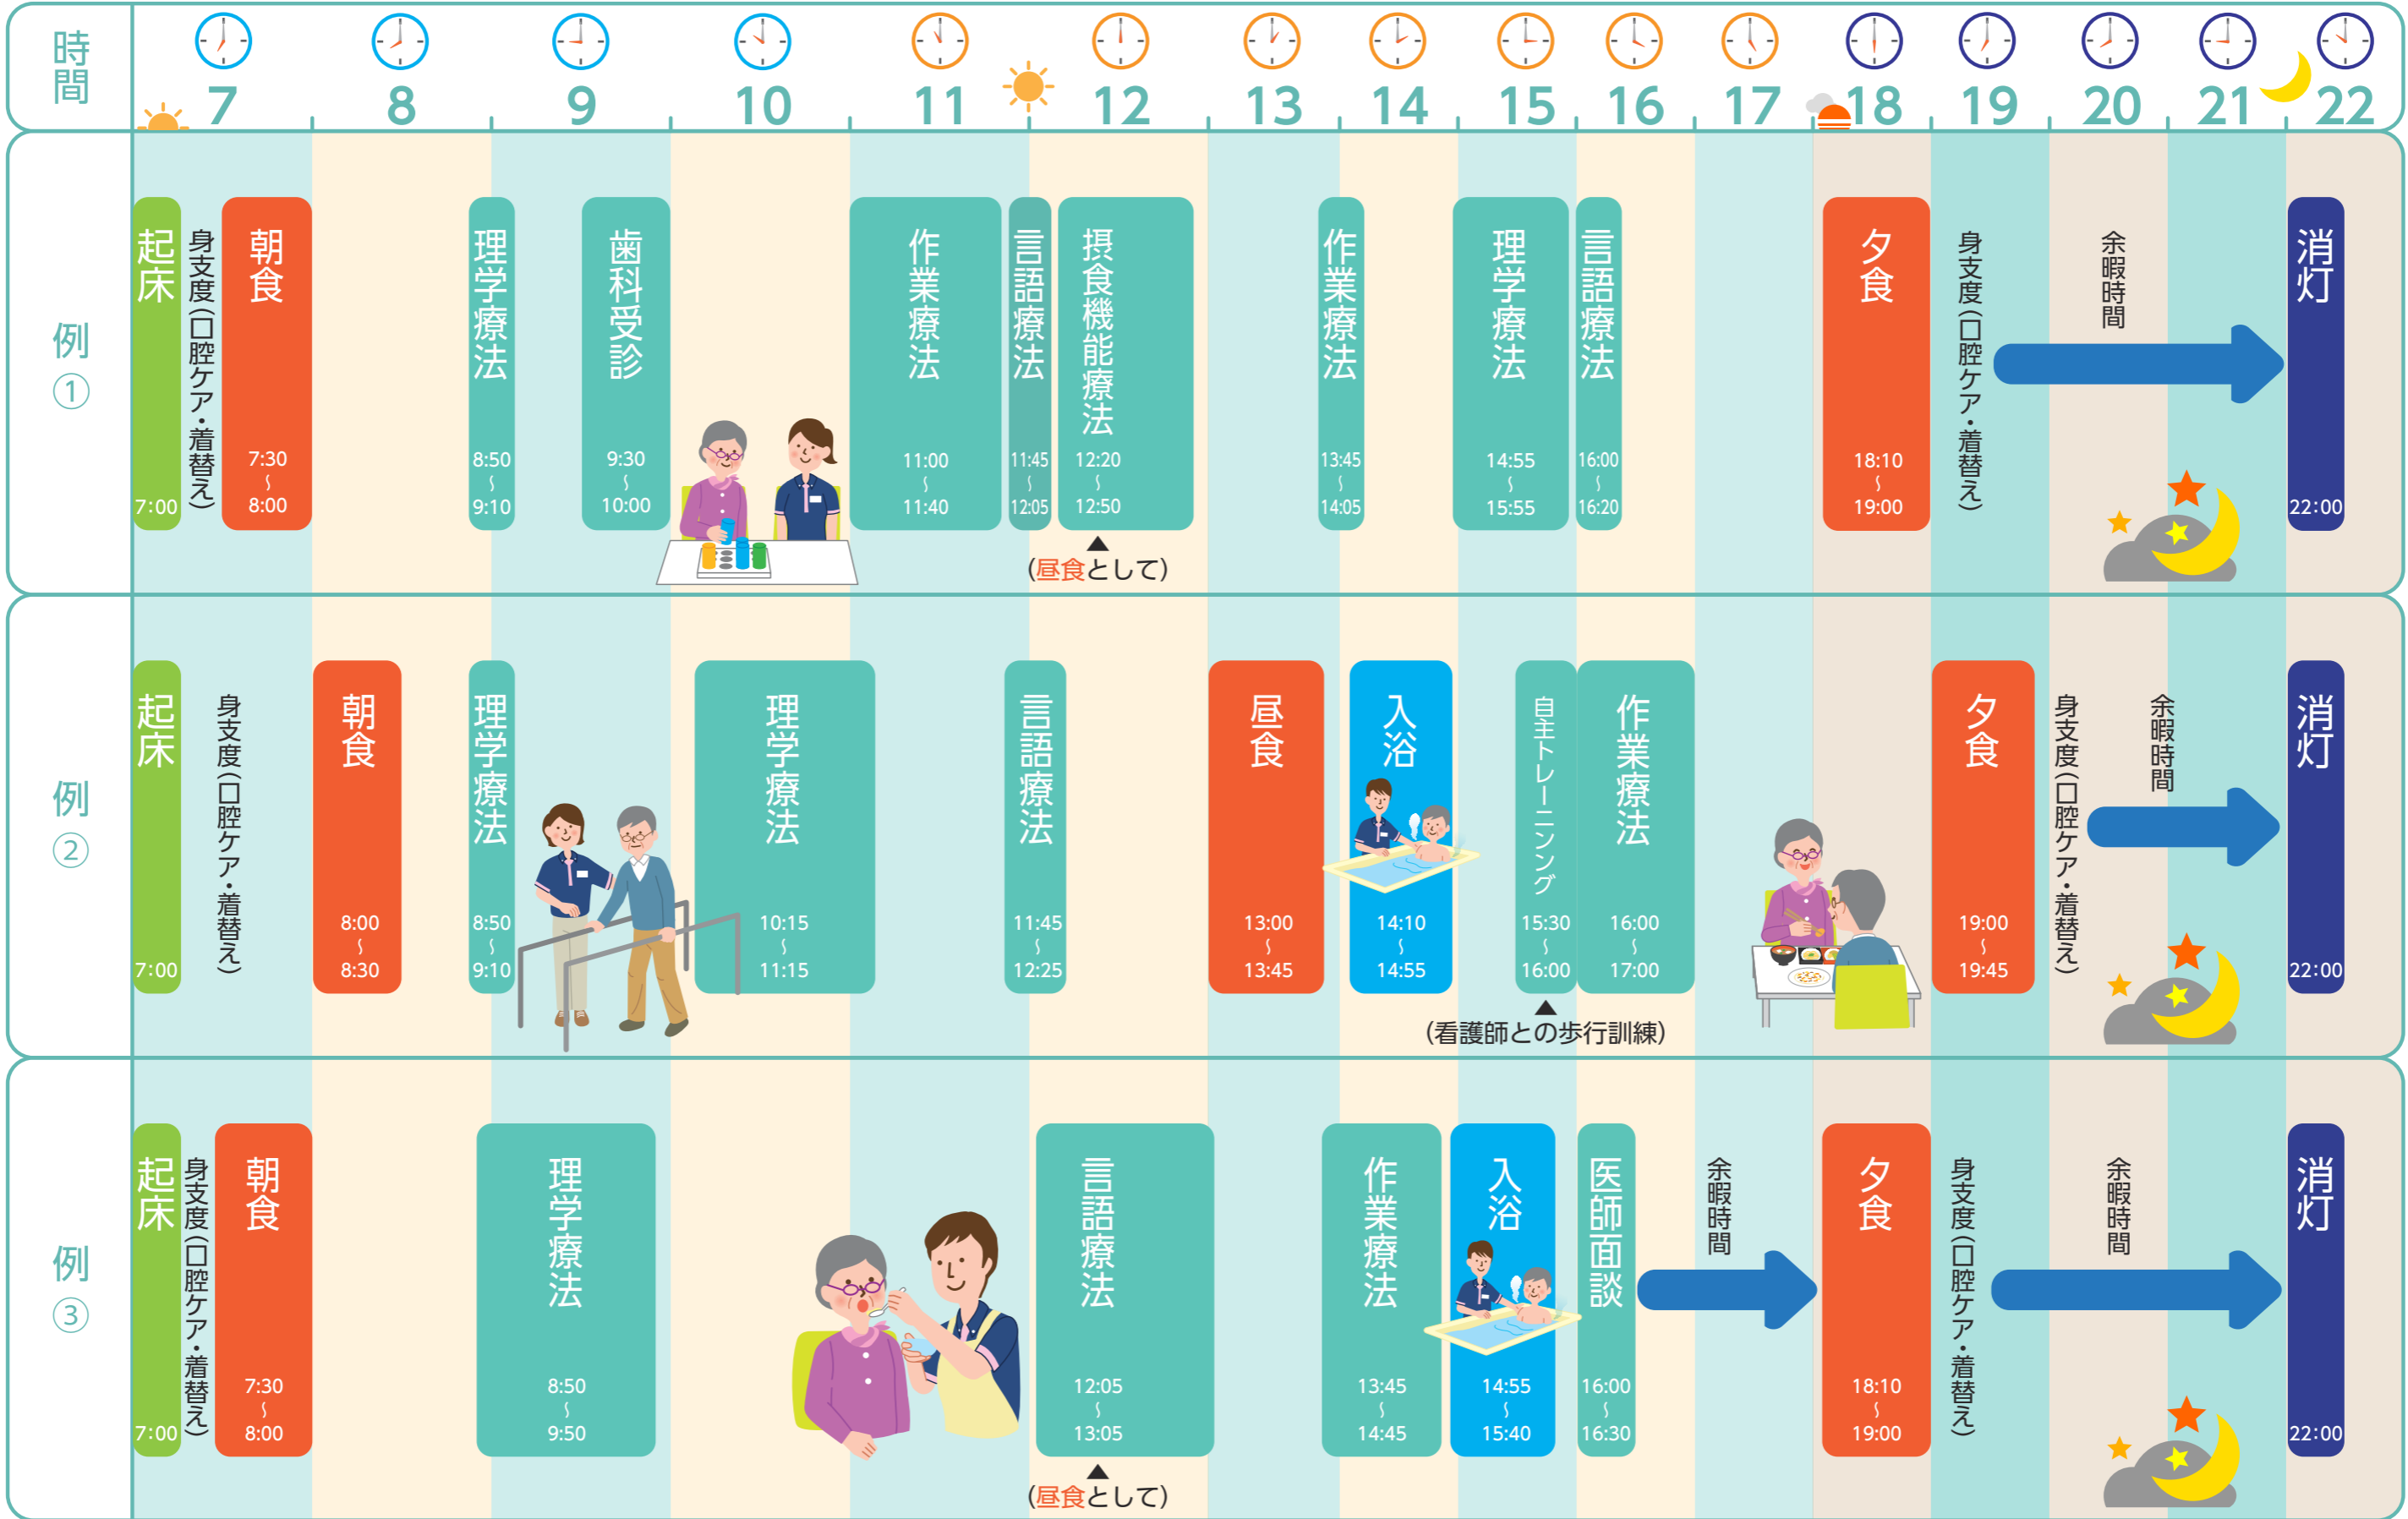 時間
7 8 9 10 11 12 13 14 15 16 17 18 19 20 21 22
例①
起床
7:00
身支度(口腔ケア・着替え)
朝食
7:30
〜
8:00
理学療法
8:50
〜
9:10
歯科受診
9:30
〜
10:00
作業療法
11:00
〜
11:40
言語療法
11:45
〜
12:05
摂食機能療法
12:20
〜
12:50
▲
(昼食として)
作業療法
13:45
〜
14:05
理学療法
14:55
〜
15:55
言語療法
16:00
〜
16:20
夕食
18:10
〜
19:00
身支度(口腔ケア・着替え)
余暇時間
消灯
22:00
例②
起床
7:00
身支度(口腔ケア・着替え)
朝食
8:00
〜
8:30
理学療法
8:50
〜
9:10
理学療法
10:15
〜
11:15
言語療法
11:45
〜
12:25
昼食
13:00
〜
13:45
入浴
14:10
〜
14:55
自主トレーニンング
15:30
〜
16:00
▲
(看護師との歩行訓練)
作業療法
16:00
〜
17:00
夕食
19:00
〜
19:45
身支度(口腔ケア・着替え)
余暇時間
消灯
22:00
例③
起床
7:00
身支度(口腔ケア・着替え)
朝食
7:30
〜
8:00
理学療法
8:50
〜
9:50
言語療法
12:05
〜
13:05
▲
(昼食として)
作業療法
13:45
〜
14:45
入浴
14:55
〜
15:40
医師面談
16:00
〜
16:30
余暇時間
夕食
18:10
〜
19:00
身支度(口腔ケア・着替え)
余暇時間
消灯
22:00